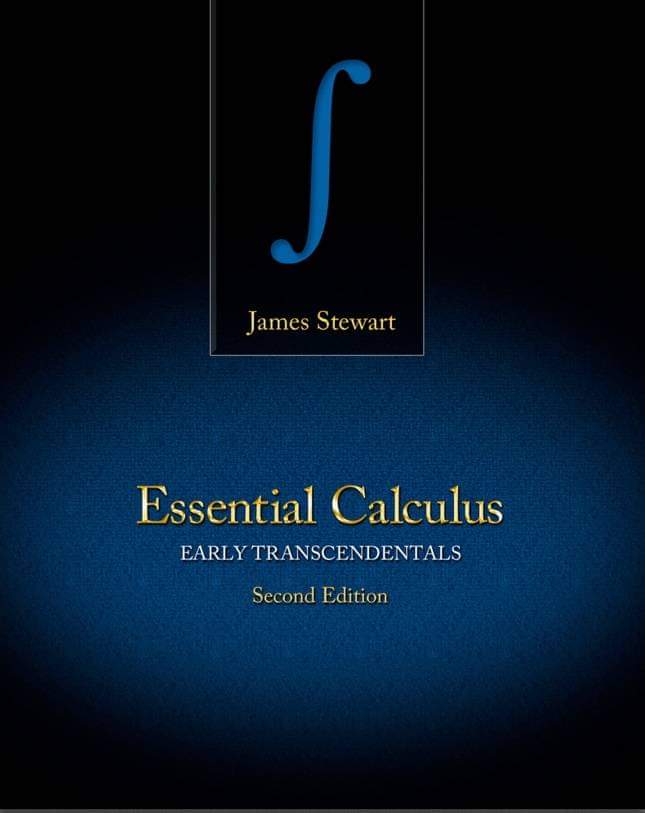 ∫
James Stewart
Essential Calculus
EARLY TRANSCENDENTALS
Second Edition